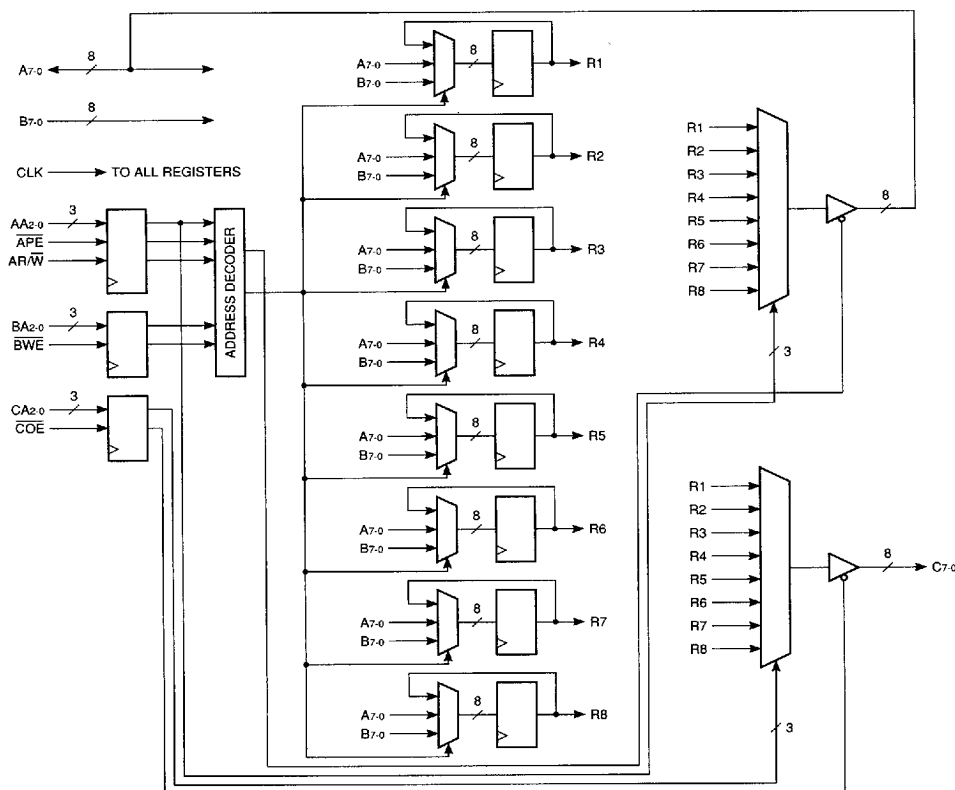 A7-0
8
B7-0
8
CLK TO ALL REGISTERS
AA2-0
3
APE
AR/W
BA2-0
3
BWE
CA2-0
3
COE
ADDRESS DECODER
A7-0
B7-0
8
R1
A7-0
B7-0
8
R2
A7-0
B7-0
8
R3
A7-0
B7-0
8
R4
A7-0
B7-0
8
R5
A7-0
B7-0
8
R6
A7-0
B7-0
8
R7
A7-0
B7-0
8
R8
R1
R2
R3
R4
R5
R6
R7
R8
3
8
R1
R2
R3
R4
R5
R6
R7
R8
3
8
C7-0